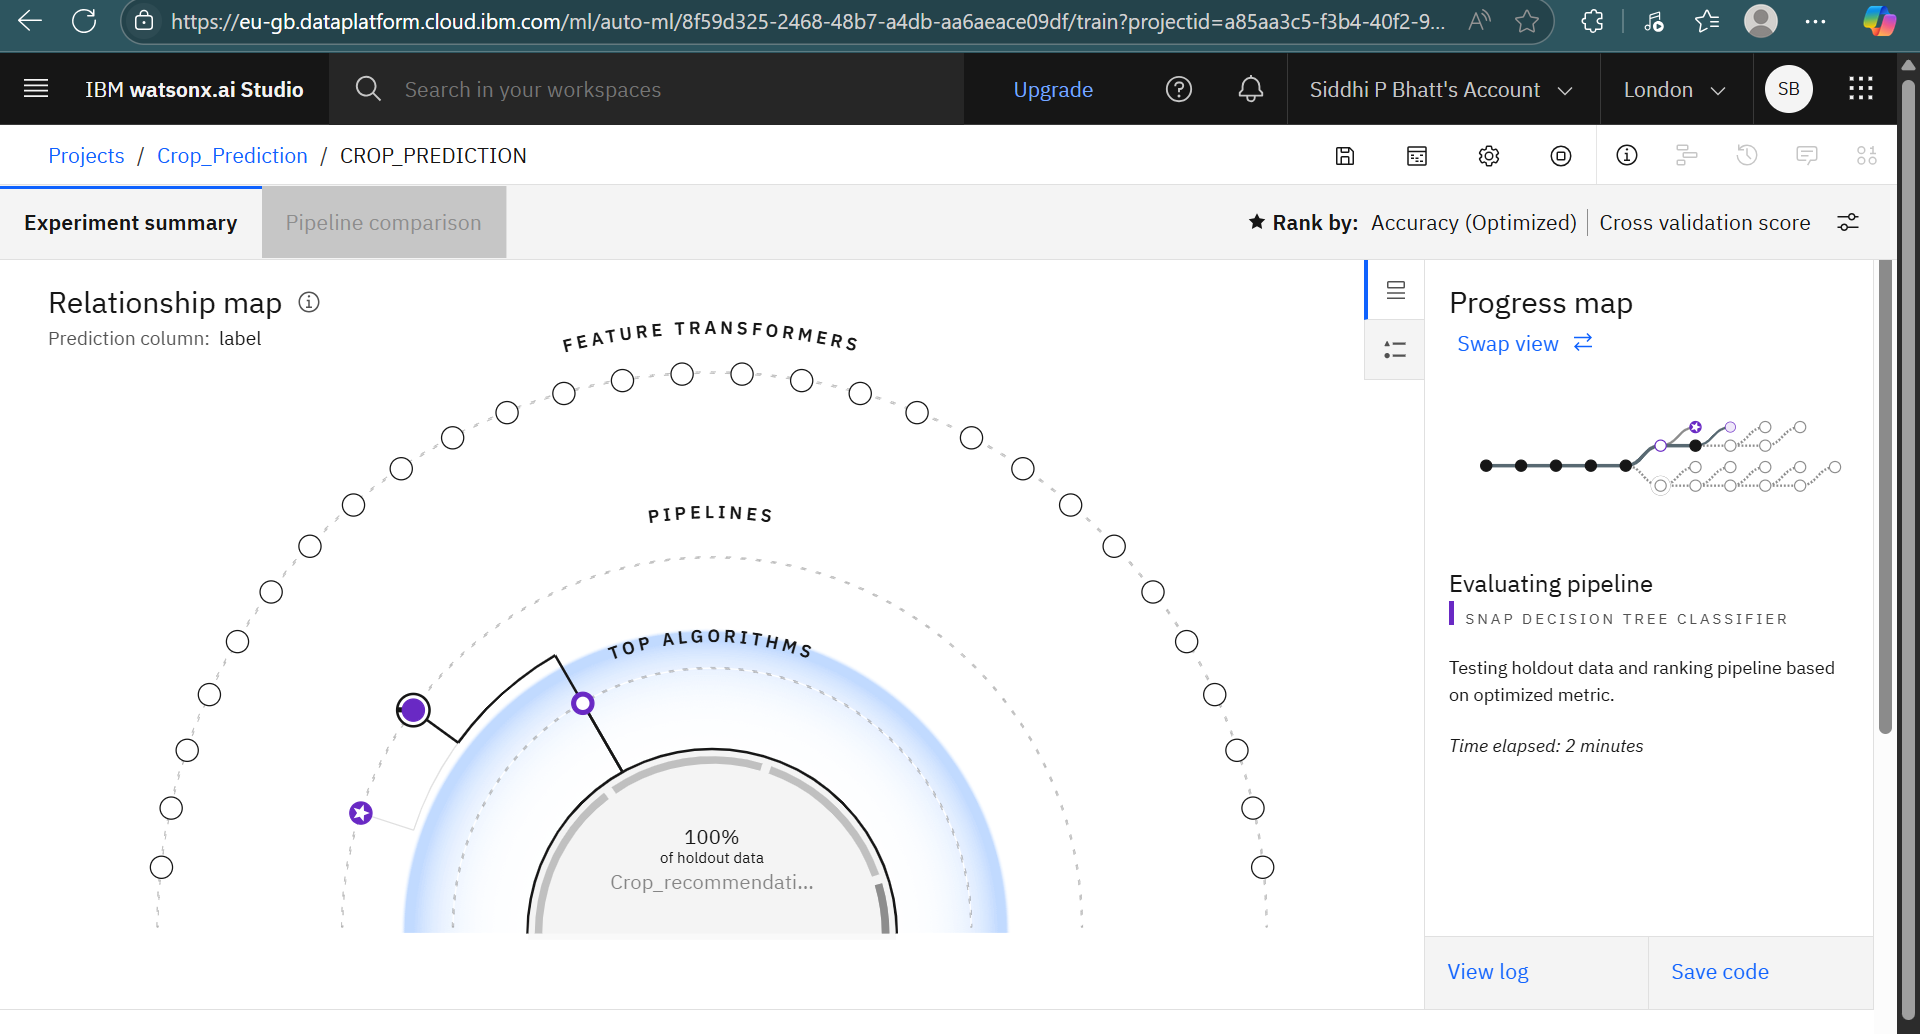 https://eu-gb.dataplatform.cloud.ibm.com/ml/auto-ml/8f59d325-2468-48b7-a4db-aa6aeace09df/train?projectid=a85aa3c5-f3b4-40f2-9...
IBM watsonx.ai Studio
Search in your workspaces
Upgrade
Siddhi P Bhatt's Account
London
SB
Projects / Crop_Prediction / CROP_PREDICTION
Experiment summary
Pipeline comparison
Rank by: Accuracy (Optimized) | Cross validation score
Relationship map
Prediction column: label
FEATURE TRANSFORMERS
PIPELINES
TOP ALGORITHMS
100%
of holdout data
Crop_recommendati...
Progress map
Swap view
Evaluating pipeline
SNAP DECISION TREE CLASSIFIER
Testing holdout data and ranking pipeline based
on optimized metric.
Time elapsed: 2 minutes
View log
Save code